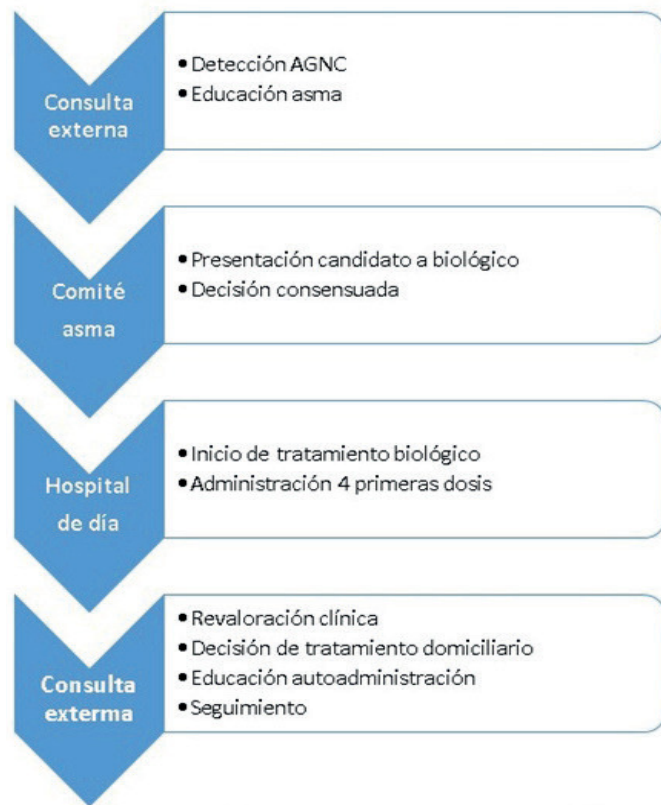 Consulta
externa
• Detección AGNC
• Educación asma
Comité
asma
• Presentación candidato a biológico
• Decisión consensuada
Hospital
de día
• Inicio de tratamiento biológico
• Administración 4 primeras dosis
Consulta
exterma
• Revaloración clínica
• Decisión de tratamiento domiciliario
• Educación autoadministración
• Seguimiento